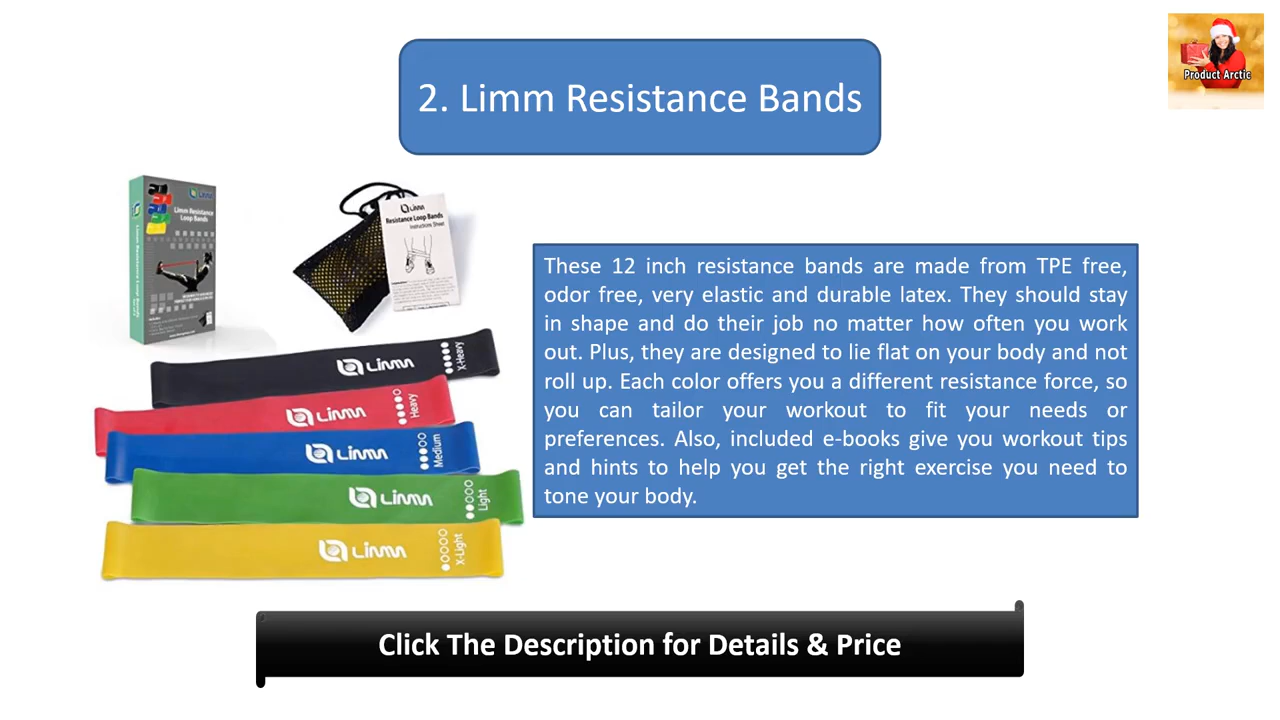 2. Limm Resistance Bands
Product Arctic
LIMM
Limm Resistance
Loop Bands
Limm Resistance Loop Bands
LIMM
Resistance Loop Bands
Instructions Sheet
These 12 inch resistance bands are made from TPE free,
odor free, very elastic and durable latex. They should stay
in shape and do their job no matter how often you work
out. Plus, they are designed to lie flat on your body and not
roll up. Each color offers you a different resistance force, so
you can tailor your workout to fit your needs or
preferences. Also, included e-books give you workout tips
and hints to help you get the right exercise you need to
tone your body.
LIMM X-Heavy
LIMM Heavy
LIMM Medium
LIMM Light
LIMM X-Light
Click The Description for Details & Price